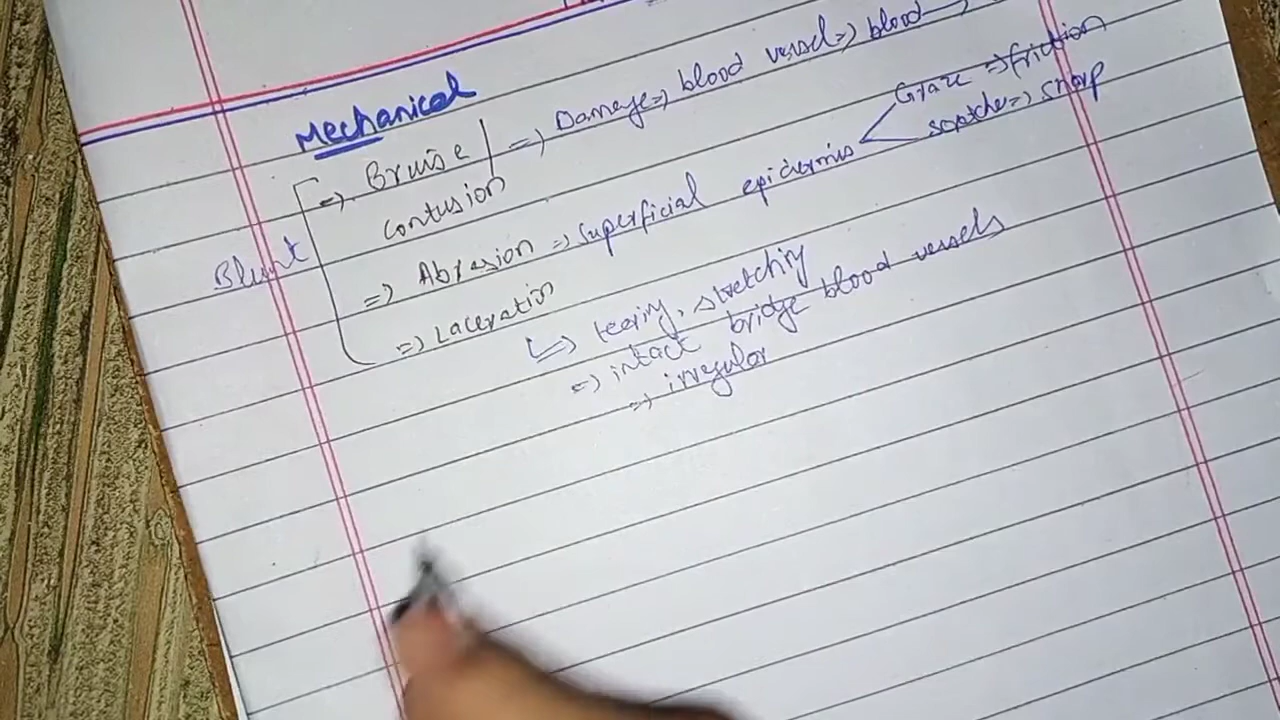 Mechanical
Blunt
=> Bruise | => Damage => blood vessel => blood →
contusion
=> Abrasion => superficial epidermis
Graze => friction
scratches => sharp
=> Laceration
=> tearing, stretching
=> intact bridge blood vessels
=> irregular